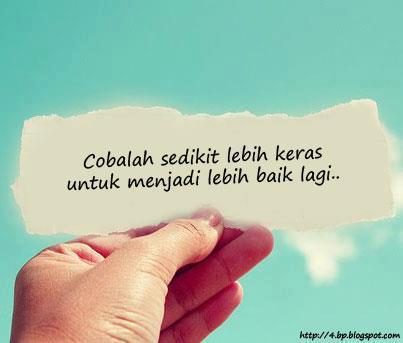 Cobalah sedikit lebih keras
untuk menjadi lebih baik lagi..
http://4.bp.blogspot.com